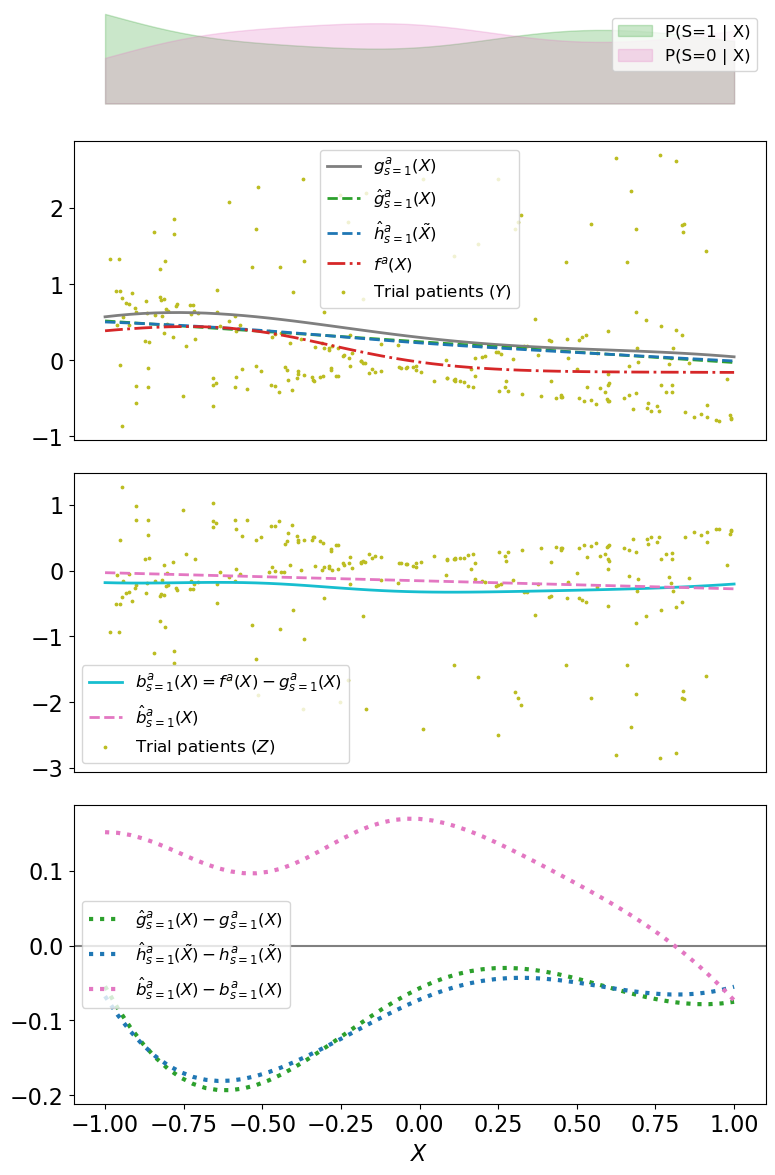 P(S=1 | X)
P(S=0 | X)
2
1
0
−1
g^a_{s=1}(X)
ĝ^a_{s=1}(X)
ĥ^a_{s=1}(X̃)
f^a(X)
Trial patients (Y)
1
0
−1
−2
−3
b^a_{s=1}(X) = f^a(X) − g^a_{s=1}(X)
b̂^a_{s=1}(X)
Trial patients (Z)
0.1
0.0
−0.1
−0.2
ĝ^a_{s=1}(X) − g^a_{s=1}(X)
ĥ^a_{s=1}(X̃) − h^a_{s=1}(X̃)
b̂^a_{s=1}(X) − b^a_{s=1}(X)
−1.00 −0.75 −0.50 −0.25 0.00 0.25 0.50 0.75 1.00
X